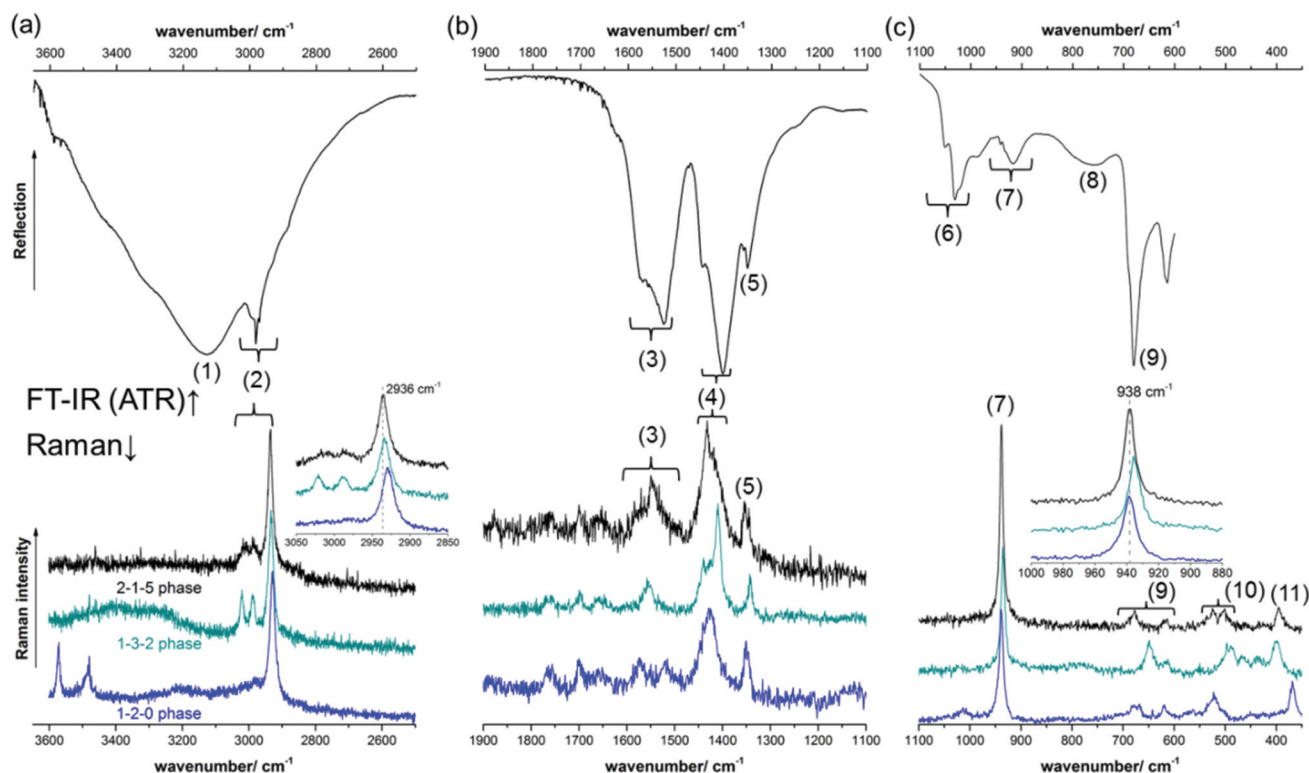 (a)
wavenumber/ cm⁻¹
3600 3400 3200 3000 2800 2600
Reflection
(1)
(2)
FT-IR (ATR)↑
Raman↓
2936 cm⁻¹
3050 3000 2950 2900 2850
Raman intensity
2-1-5 phase
1-3-2 phase
1-2-0 phase
3600 3400 3200 3000 2800 2600
wavenumber/ cm⁻¹
(b)
wavenumber/ cm⁻¹
1900 1800 1700 1600 1500 1400 1300 1200 1100
(5)
(3)
(4)
(3)
(5)
1900 1800 1700 1600 1500 1400 1300 1200 1100
wavenumber/ cm⁻¹
(c)
wavenumber/ cm⁻¹
1100 1000 900 800 700 600 500 400
(6)
(7)
(8)
(9)
(7)
938 cm⁻¹
1000 980 960 940 920 900 880
(9)
(10)
(11)
1100 1000 900 800 700 600 500 400
wavenumber/ cm⁻¹